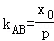 k_AB = x_0/p